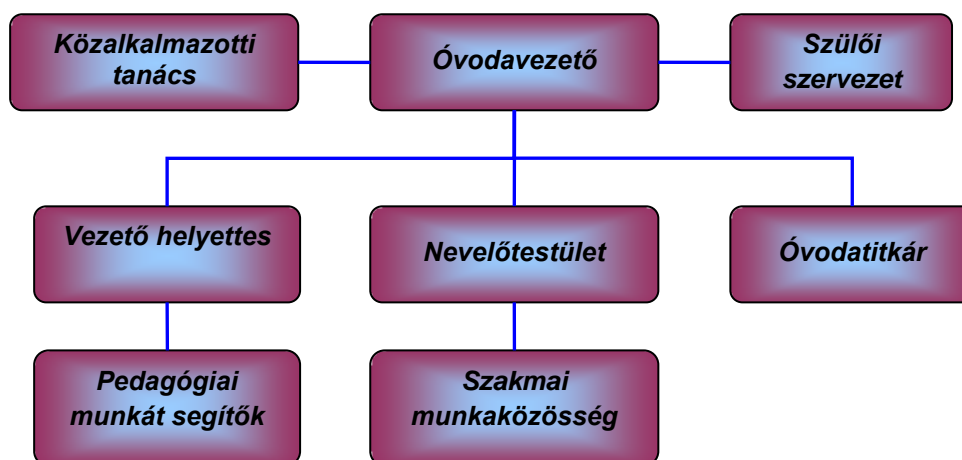 Közalkalmazotti
tanács
Óvodavezető
Szülői
szervezet
Vezető helyettes
Nevelőtestület
Óvodatitkár
Pedagógiai
munkát segítők
Szakmai
munkaközösség